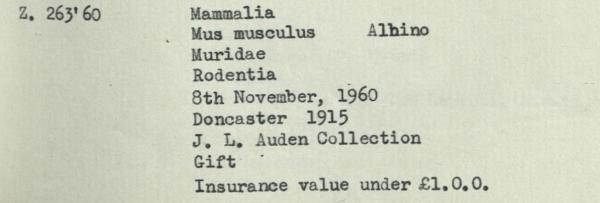 Z. 263'60 Mammalia
Mus musculus Albino
Muridae
Rodentia
8th November, 1960
Doncaster 1915
J. L. Auden Collection
Gift
Insurance value under £1.0.0.